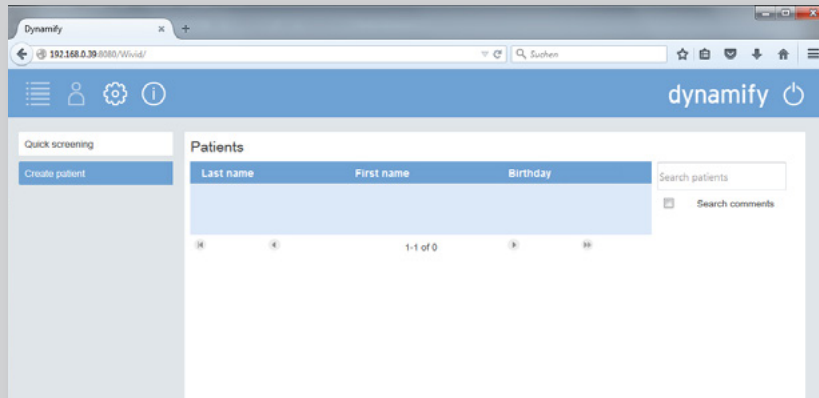 Dynamify
192.168.0.39:8080/Wivid/
Suchen
dynamify
Quick screening
Create patient
Patients
Last name First name Birthday
Search patients
Search comments
1-1 of 0